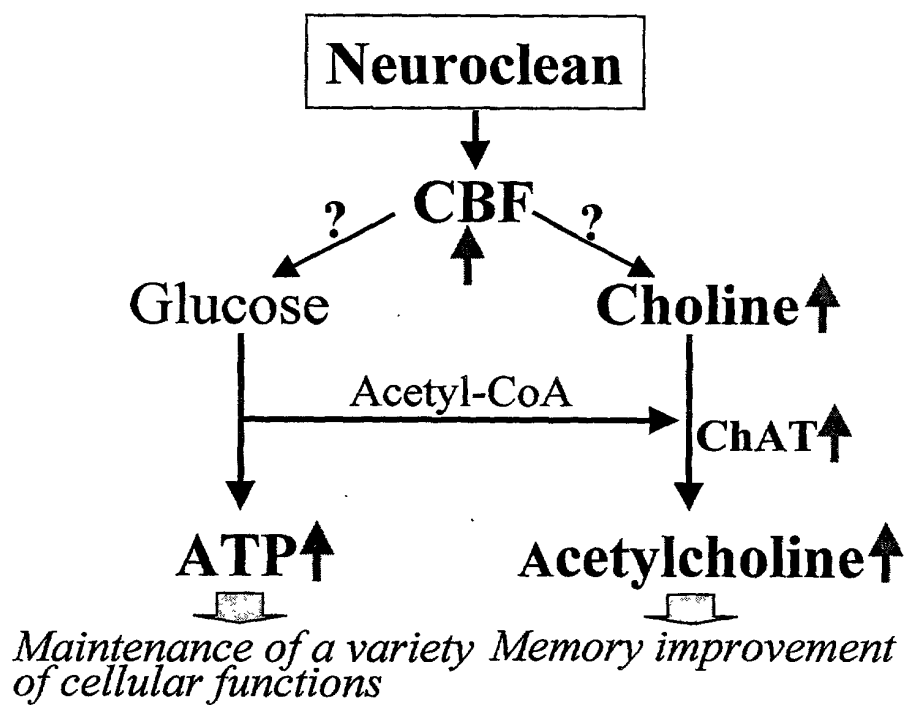 Neuroclean
CBF
? ?
Glucose Choline
Acetyl-CoA
ChAT
ATP Acetylcholine
Maintenance of a variety Memory improvement
of cellular functions